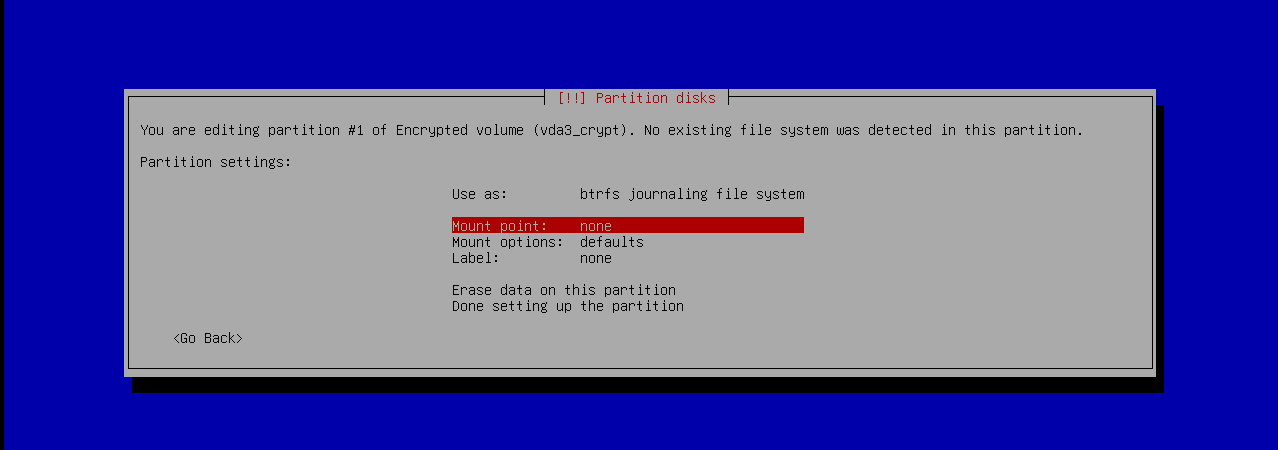 [!!] Partition disks
You are editing partition #1 of Encrypted volume (vda3_crypt). No existing file system was detected in this partition.
Partition settings:
Use as: btrfs journaling file system
Mount point: none
Mount options: defaults
Label: none
Erase data on this partition
Done setting up the partition
<Go Back>